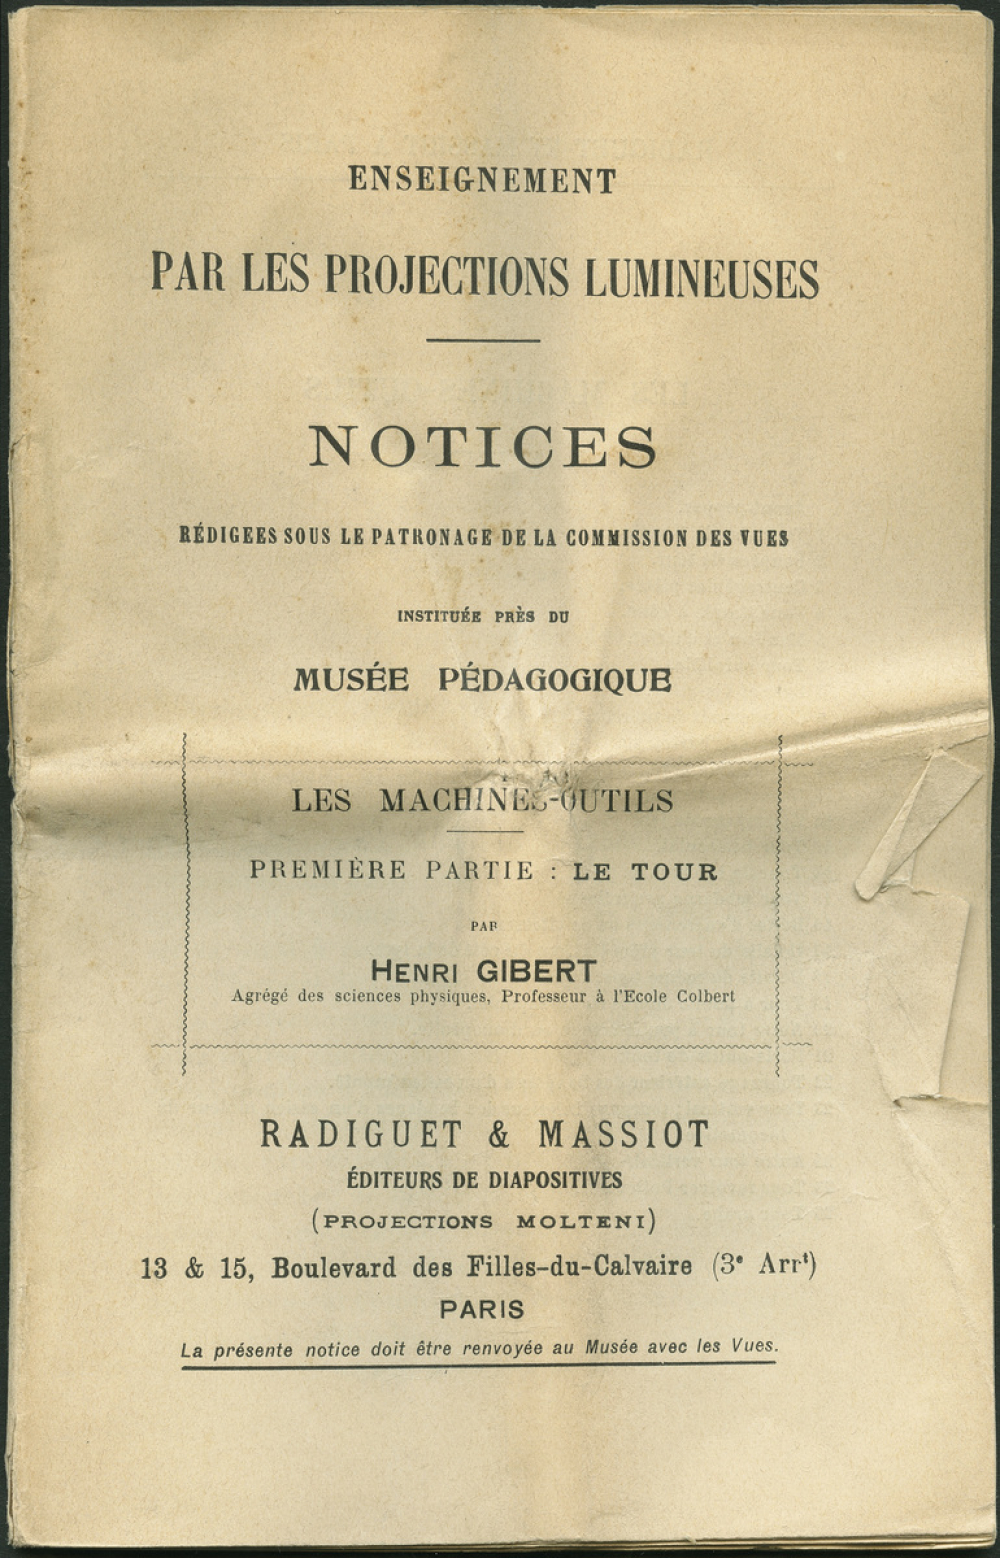 ENSEIGNEMENT
PAR LES PROJECTIONS LUMINEUSES
NOTICES
RÉDIGEES SOUS LE PATRONAGE DE LA COMMISSION DES VUES
INSTITUÉE PRÈS DU
MUSÉE PÉDAGOGIQUE
LES MACHINES-OUTILS
PREMIÈRE PARTIE : LE TOUR
PAR
HENRI GIBERT
Agrégé des sciences physiques, Professeur à l'Ecole Colbert
RADIGUET & MASSIOT
ÉDITEURS DE DIAPOSITIVES
(PROJECTIONS MOLTENI)
13 & 15, Boulevard des Filles-du-Calvaire (3e Arrt)
PARIS
La présente notice doit être renvoyée au Musée avec les Vues.